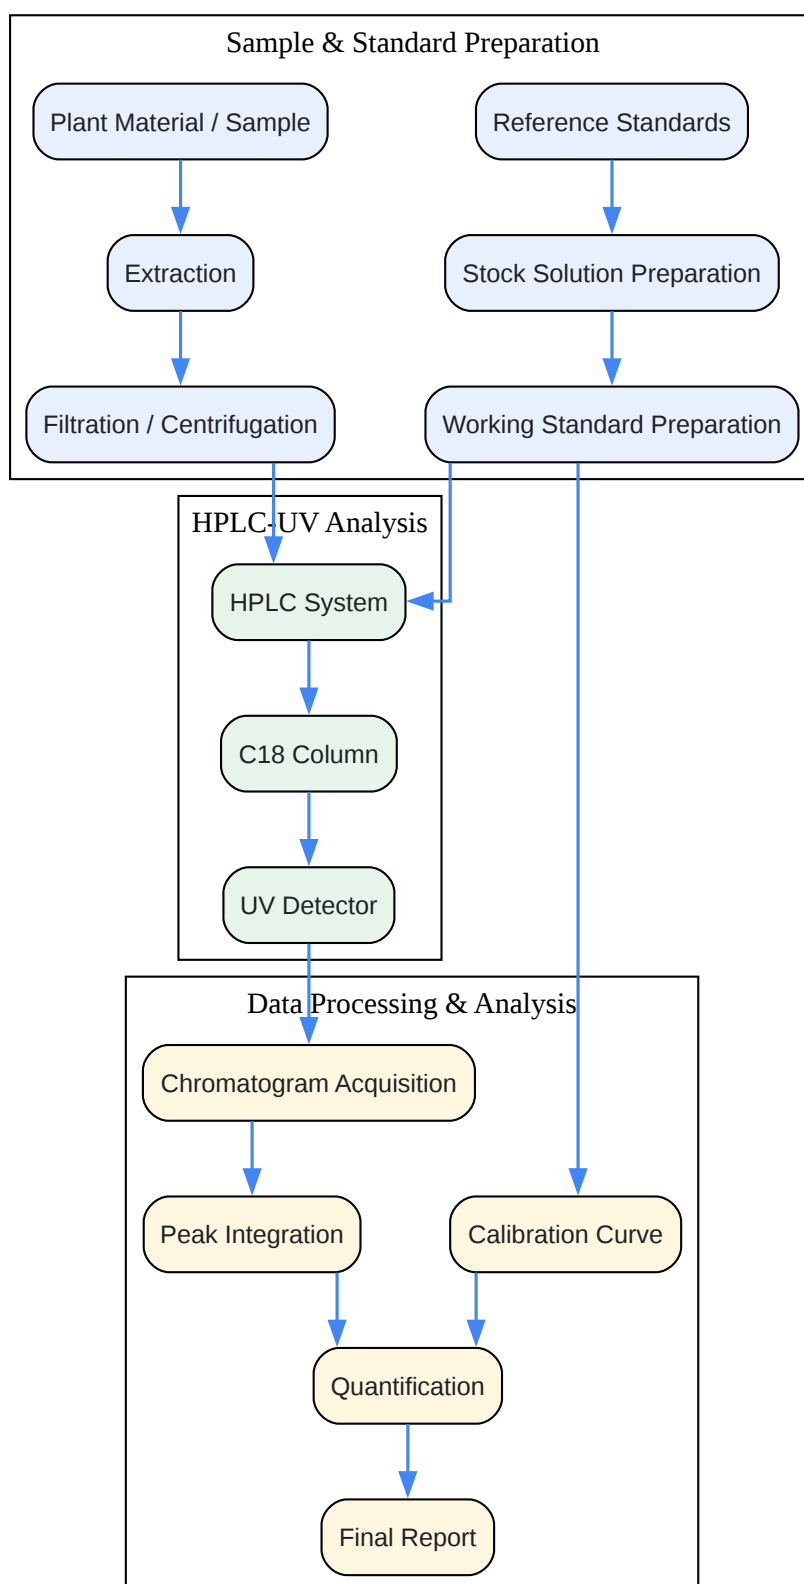 Sample & Standard Preparation
Plant Material / Sample
Reference Standards
Extraction
Stock Solution Preparation
Filtration / Centrifugation
Working Standard Preparation
HPLC-UV Analysis
HPLC System
C18 Column
UV Detector
Data Processing & Analysis
Chromatogram Acquisition
Peak Integration
Calibration Curve
Quantification
Final Report